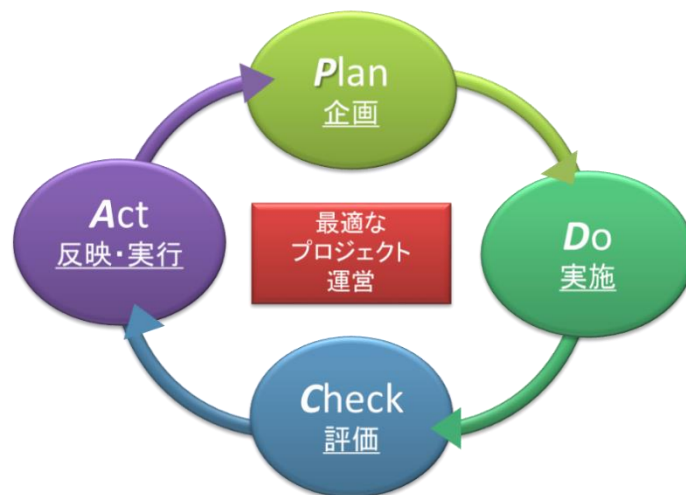 Plan
企画
Do
実施
Check
評価
Act
反映・実行
最適な
プロジェクト
運営